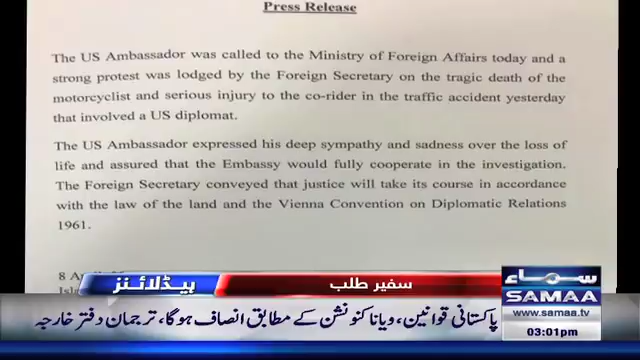 Press Release
The US Ambassador was called to the Ministry of Foreign Affairs today and a
strong protest was lodged by the Foreign Secretary on the tragic death of the
motorcyclist and serious injury to the co-rider in the traffic accident yesterday
that involved a US diplomat.
The US Ambassador expressed his deep sympathy and sadness over the loss of
life and assured that the Embassy would fully cooperate in the investigation.
The Foreign Secretary conveyed that justice will take its course in accordance
with the law of the land and the Vienna Convention on Diplomatic Relations
1961.
8
ہیڈلائنز
سفیر طلب
سماء
SAMAA
www.samaa.tv
03:01pm
پاکستانی قوانین، ویانا کنونشن کے مطابق انصاف ہوگا، ترجمان دفتر خارجہ